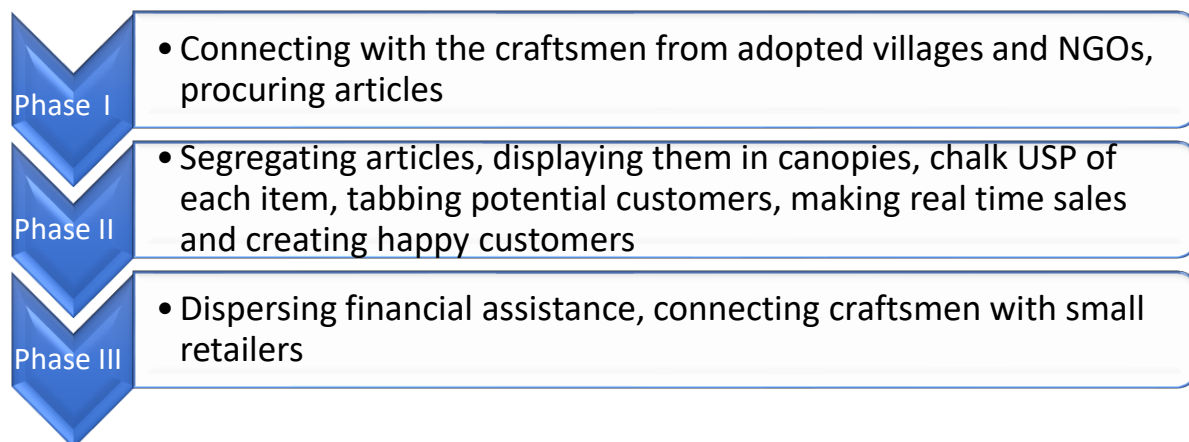 Phase I
• Connecting with the craftsmen from adopted villages and NGOs,
procuring articles
Phase II
• Segregating articles, displaying them in canopies, chalk USP of
each item, tabbing potential customers, making real time sales
and creating happy customers
Phase III
• Dispersing financial assistance, connecting craftsmen with small
retailers